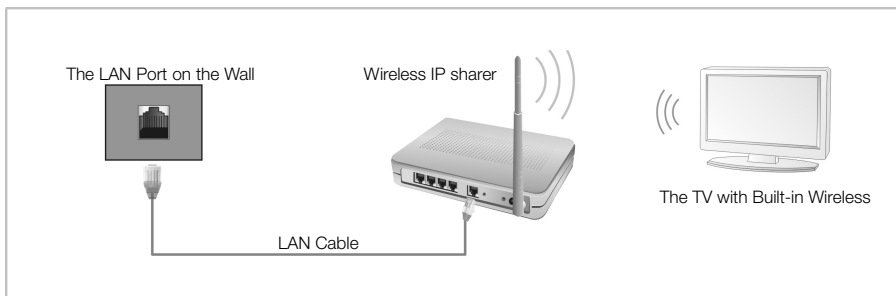 The LAN Port on the Wall
Wireless IP sharer
The TV with Built-in Wireless
LAN Cable